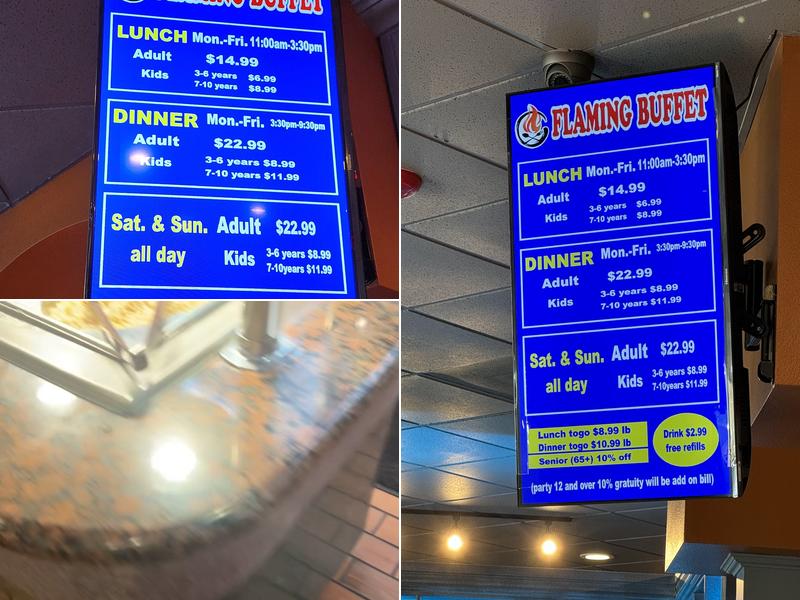 FLAMING BUFFET
LUNCH Mon.-Fri. 11:00am-3:30pm
Adult $14.99
Kids 3-6 years $6.99
7-10 years $8.99
DINNER Mon.-Fri. 3:30pm-9:30pm
Adult $22.99
Kids 3-6 years $8.99
7-10 years $11.99
Sat. & Sun. Adult $22.99
all day Kids 3-6 years $8.99
7-10years $11.99
FLAMING BUFFET
LUNCH Mon.-Fri. 11:00am-3:30pm
Adult $14.99
Kids 3-6 years $6.99
7-10 years $8.99
DINNER Mon.-Fri. 3:30pm-9:30pm
Adult $22.99
Kids 3-6 years $8.99
7-10 years $11.99
Sat. & Sun. Adult $22.99
all day Kids 3-6 years $8.99
7-10years $11.99
Lunch togo $8.99 lb
Dinner togo $10.99 lb
Senior (65+) 10% off
Drink $2.99
free refills
(party 12 and over 10% gratuity will be add on bill)